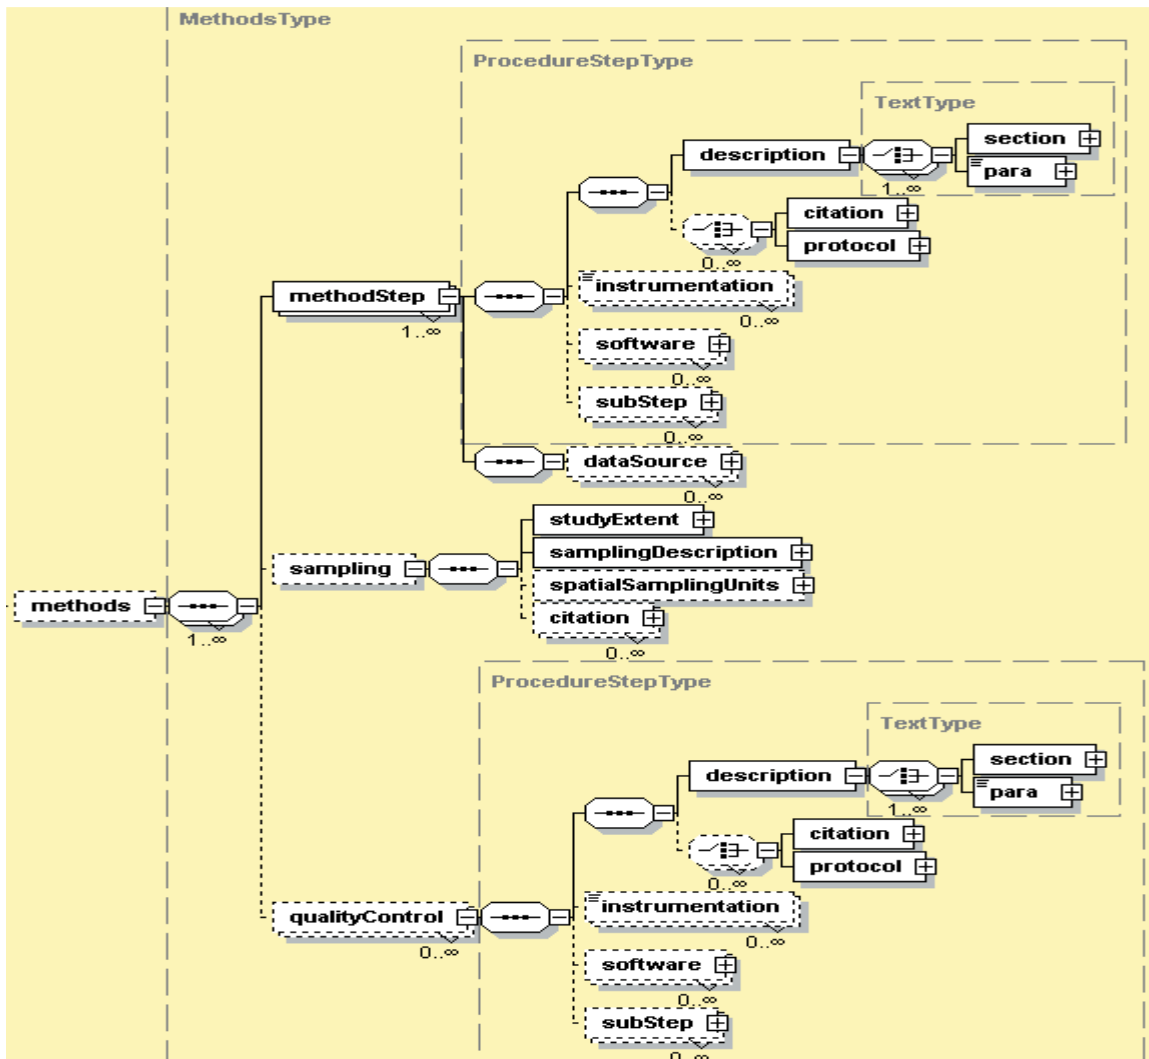 MethodsType
ProcedureStepType
TextType
section
description
para
1..∞
citation
protocol
0..∞
instrumentation
methodStep
0..∞
1..∞
software
0..∞
subStep
0..∞
dataSource
0..∞
studyExtent
samplingDescription
sampling
spatialSamplingUnits
methods
citation
1..∞
0..∞
ProcedureStepType
TextType
section
description
para
1..∞
citation
protocol
0..∞
instrumentation
qualityControl
0..∞
0..∞
software
0..∞
subStep
0..∞